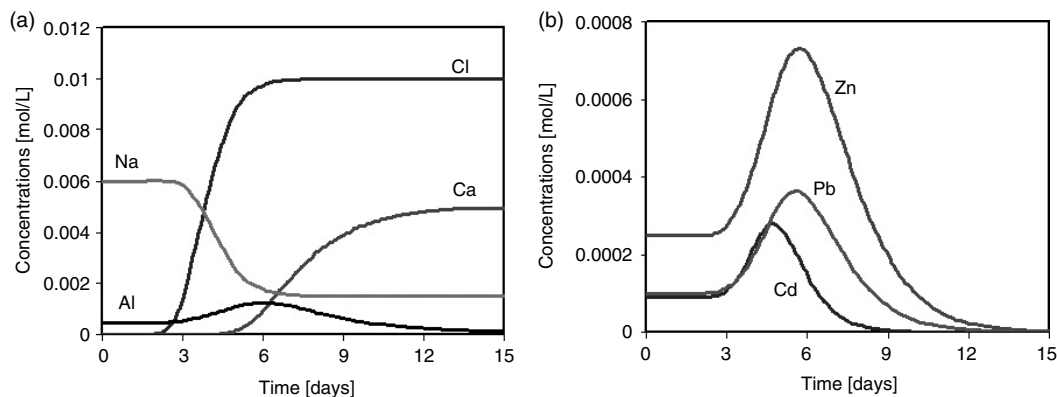 (a)
Concentrations [mol/L]
0.012
0.01
0.008
0.006
0.004
0.002
0
Cl
Na
Ca
Al
0 3 6 9 12 15
Time [days]
(b)
Concentrations [mol/L]
0.0008
0.0006
0.0004
0.0002
0
Zn
Pb
Cd
0 3 6 9 12 15
Time [days]